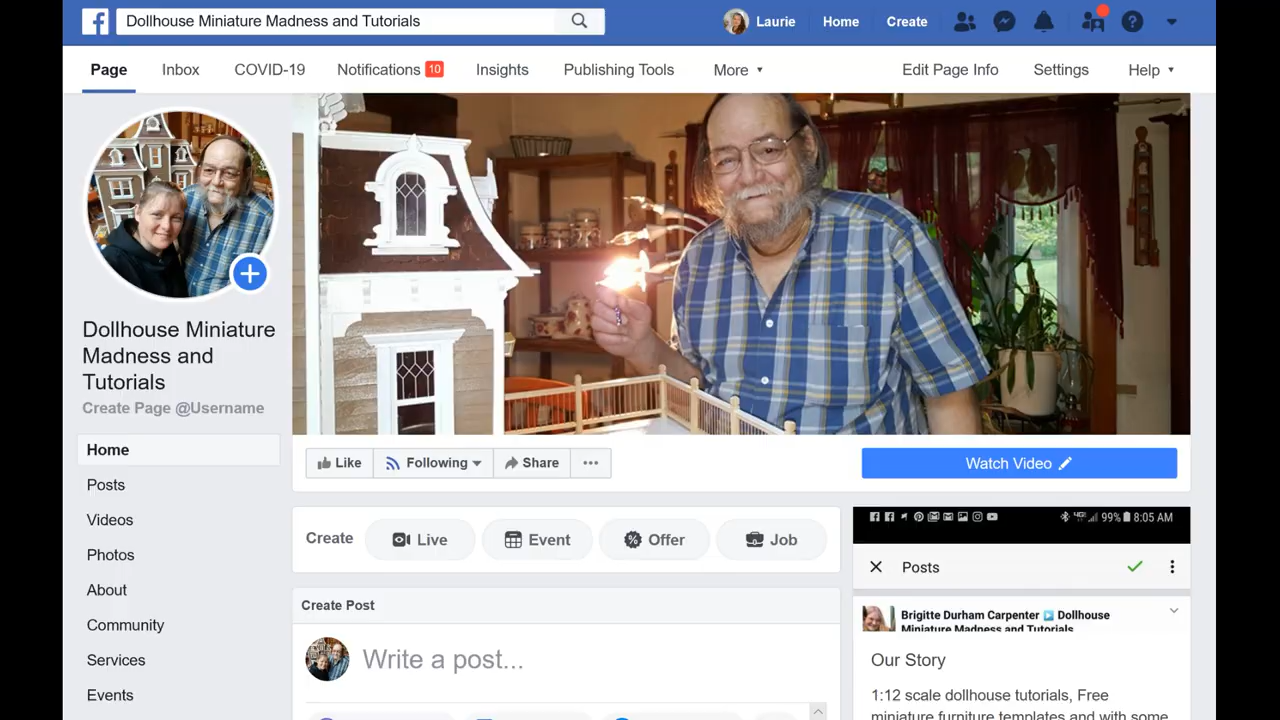 Dollhouse Miniature Madness and Tutorials
Laurie Home Create
Page Inbox COVID-19 Notifications 10 Insights Publishing Tools More Edit Page Info Settings Help
Dollhouse Miniature
Madness and
Tutorials
Create Page @Username
Home
Posts
Videos
Photos
About
Community
Services
Events
Like Following Share
Watch Video
Create Live Event Offer Job
Create Post
Write a post...
99% 8:05 AM
Posts
Brigitte Durham Carpenter Dollhouse
Miniature Madness and Tutorials
Our Story
1:12 scale dollhouse tutorials, Free
miniature furniture templates and with some